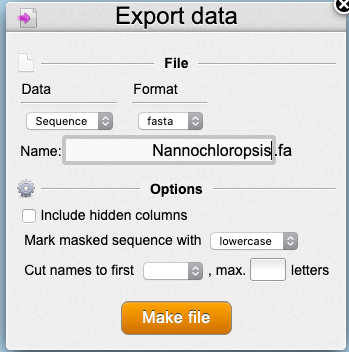 Export data
File
Data Format
Sequence fasta
Name: Nannochloropsis.fa
Options
Include hidden columns
Mark masked sequence with lowercase
Cut names to first , max. letters
Make file